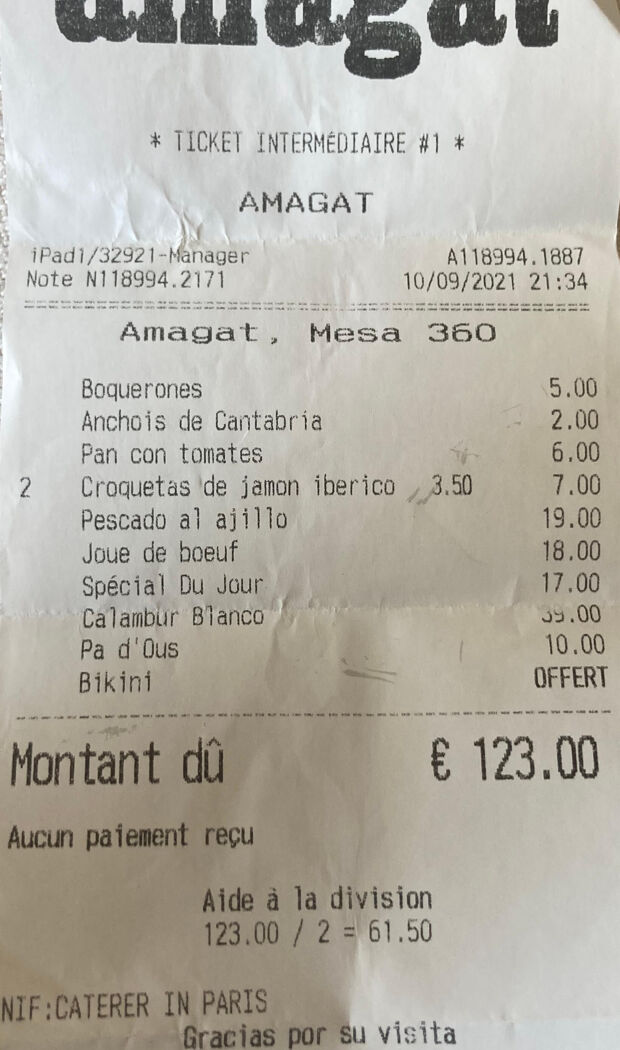 amagat
* TICKET INTERMÉDIAIRE #1 *
AMAGAT
iPad1/32921-Manager A118994.1887
Note N118994.2171 10/09/2021 21:34
Amagat, Mesa 360
Boquerones 5.00
Anchois de Cantabria 2.00
Pan con tomates 6.00
2 Croquetas de jamon iberico 3.50 7.00
Pescado al ajillo 19.00
Joue de boeuf 18.00
Spécial Du Jour 17.00
Calambur Blanco 39.00
Pa d'Ous 10.00
Bikini OFFERT
Montant dû € 123.00
Aucun paiement reçu
Aide à la division
123.00 / 2 = 61.50
NIF:CATERER IN PARIS
Gracias por su visita